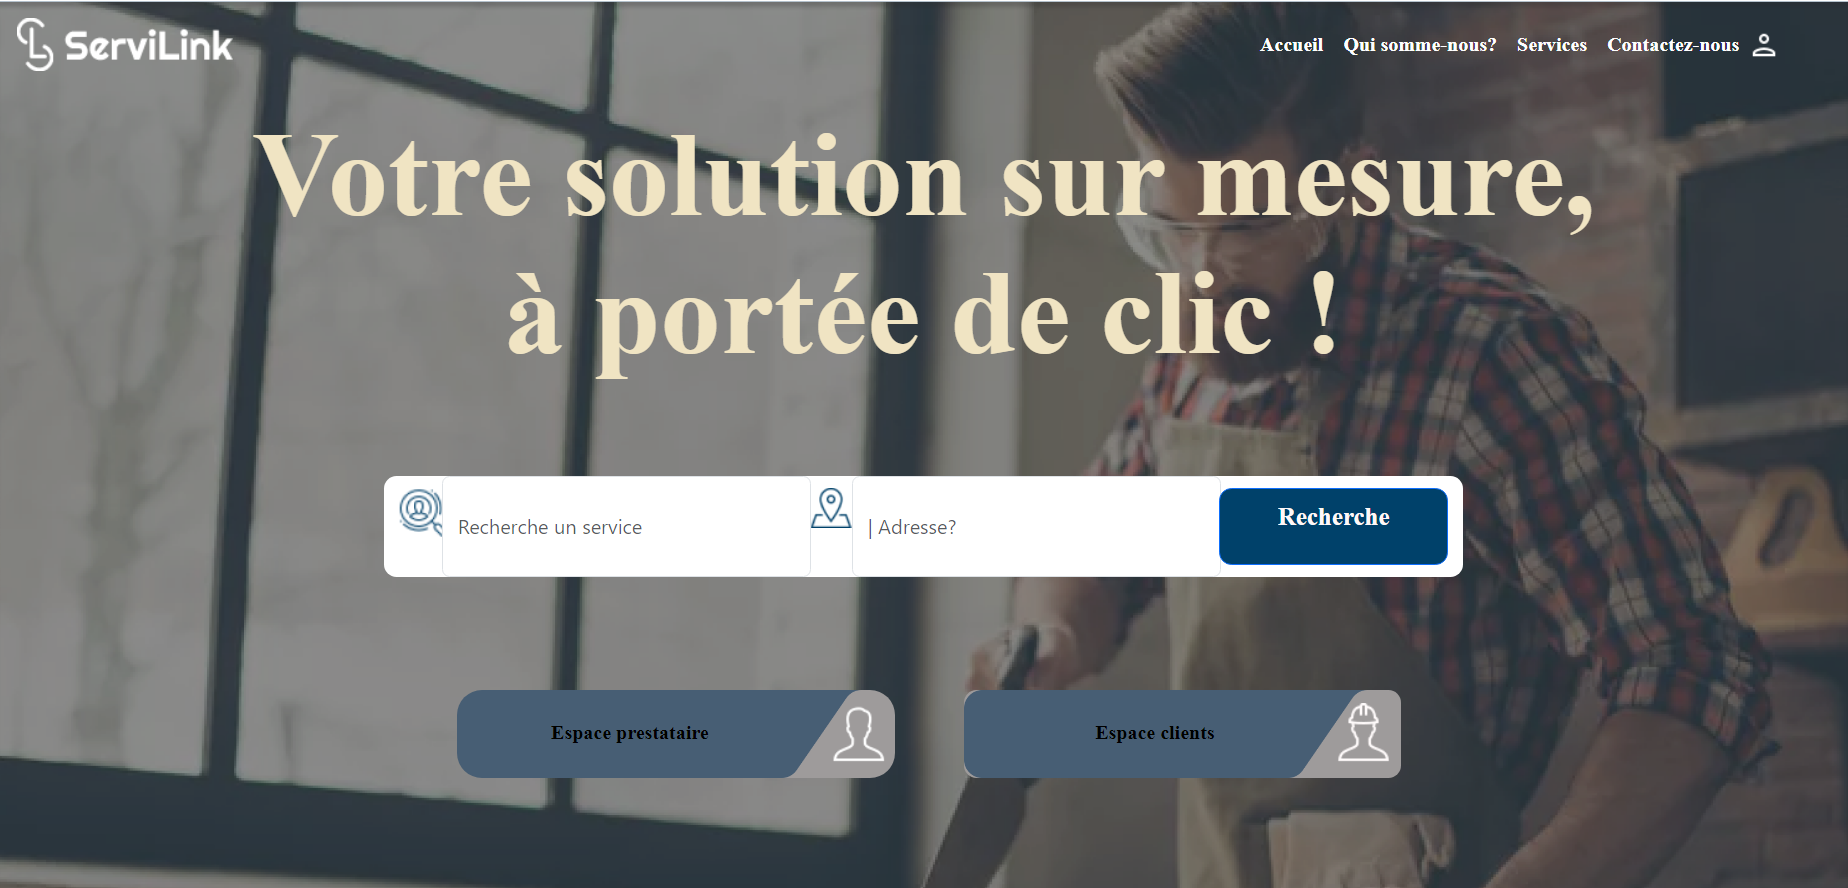 ServiLink
Accueil Qui somme-nous? Services Contactez-nous
Votre solution sur mesure,
à portée de clic !
Recherche un service
| Adresse?
Recherche
Espace prestataire
Espace clients